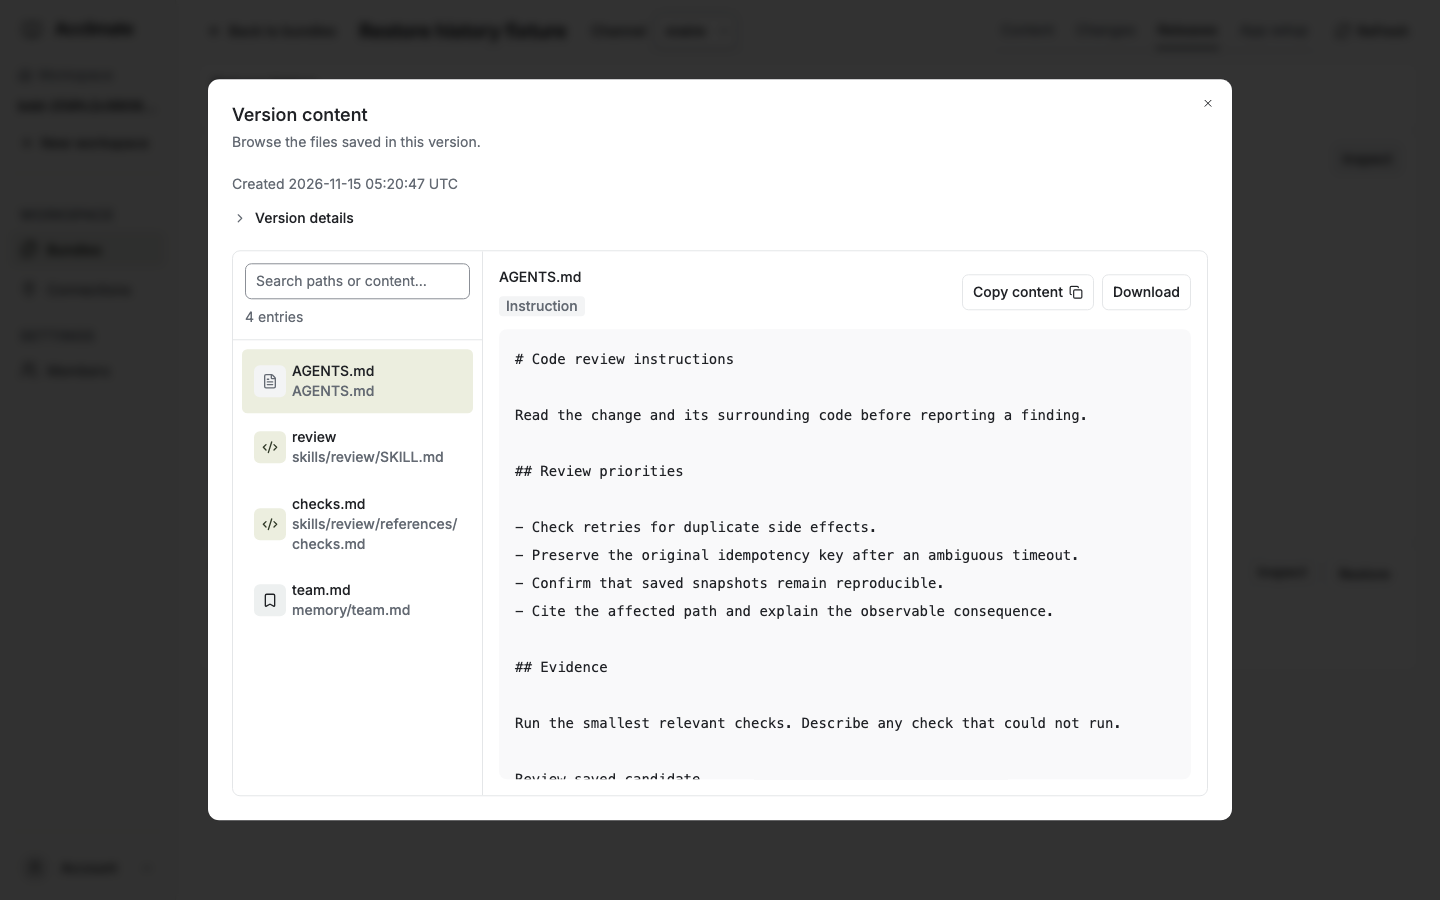 Version content
Browse the files saved in this version.
Created 2026-11-15 05:20:47 UTC
Version details
Search paths or content...
4 entries
AGENTS.md
AGENTS.md
review
skills/review/SKILL.md
checks.md
skills/review/references/
checks.md
team.md
memory/team.md
AGENTS.md
Instruction
Copy content
Download
# Code review instructions
Read the change and its surrounding code before reporting a finding.
## Review priorities
- Check retries for duplicate side effects.
- Preserve the original idempotency key after an ambiguous timeout.
- Confirm that saved snapshots remain reproducible.
- Cite the affected path and explain the observable consequence.
## Evidence
Run the smallest relevant checks. Describe any check that could not run.
Review saved candidate